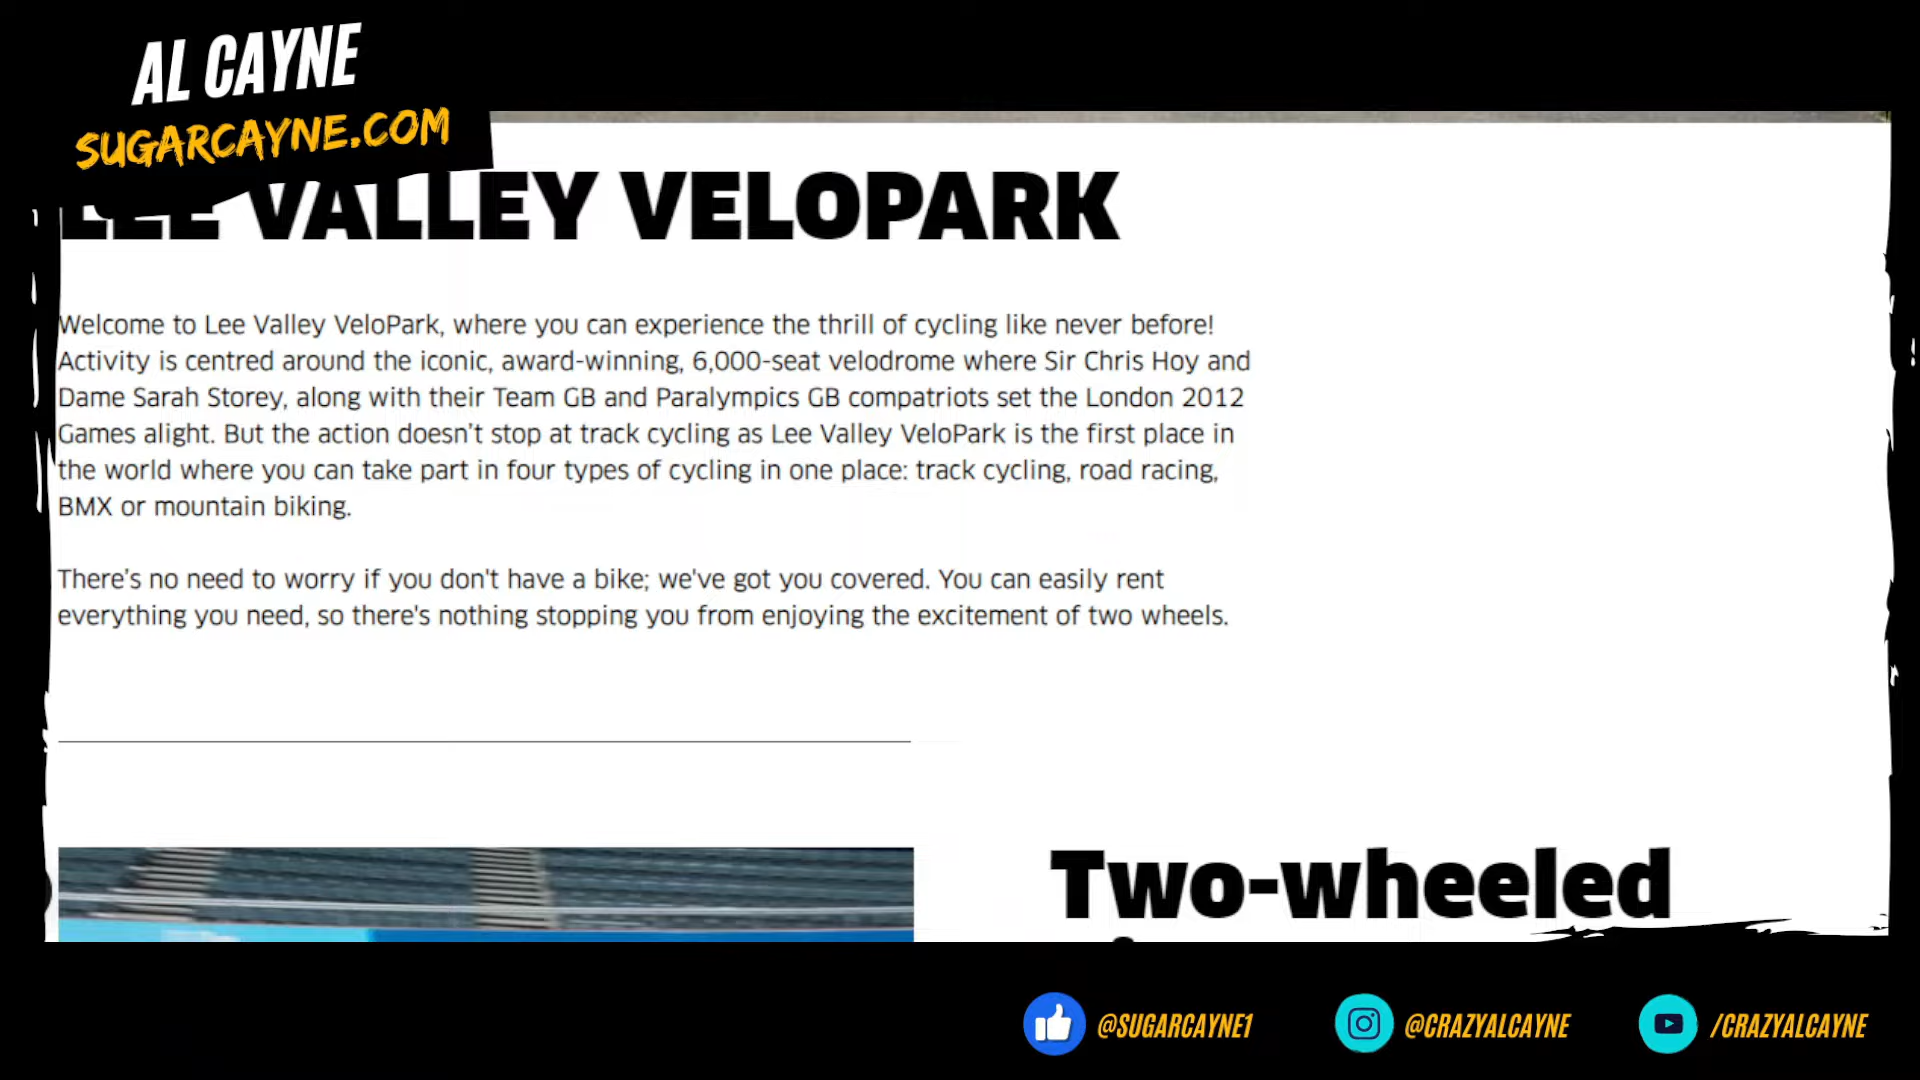 AL CAYNE
SUGARCAYNE.COM
LEE VALLEY VELOPARK
Welcome to Lee Valley VeloPark, where you can experience the thrill of cycling like never before!
Activity is centred around the iconic, award-winning, 6,000-seat velodrome where Sir Chris Hoy and
Dame Sarah Storey, along with their Team GB and Paralympics GB compatriots set the London 2012
Games alight. But the action doesn’t stop at track cycling as Lee Valley VeloPark is the first place in
the world where you can take part in four types of cycling in one place: track cycling, road racing,
BMX or mountain biking.
There’s no need to worry if you don't have a bike; we've got you covered. You can easily rent
everything you need, so there's nothing stopping you from enjoying the excitement of two wheels.
Two-wheeled
@SUGARCAYNE1
@CRAZYALCAYNE
/CRAZYALCAYNE